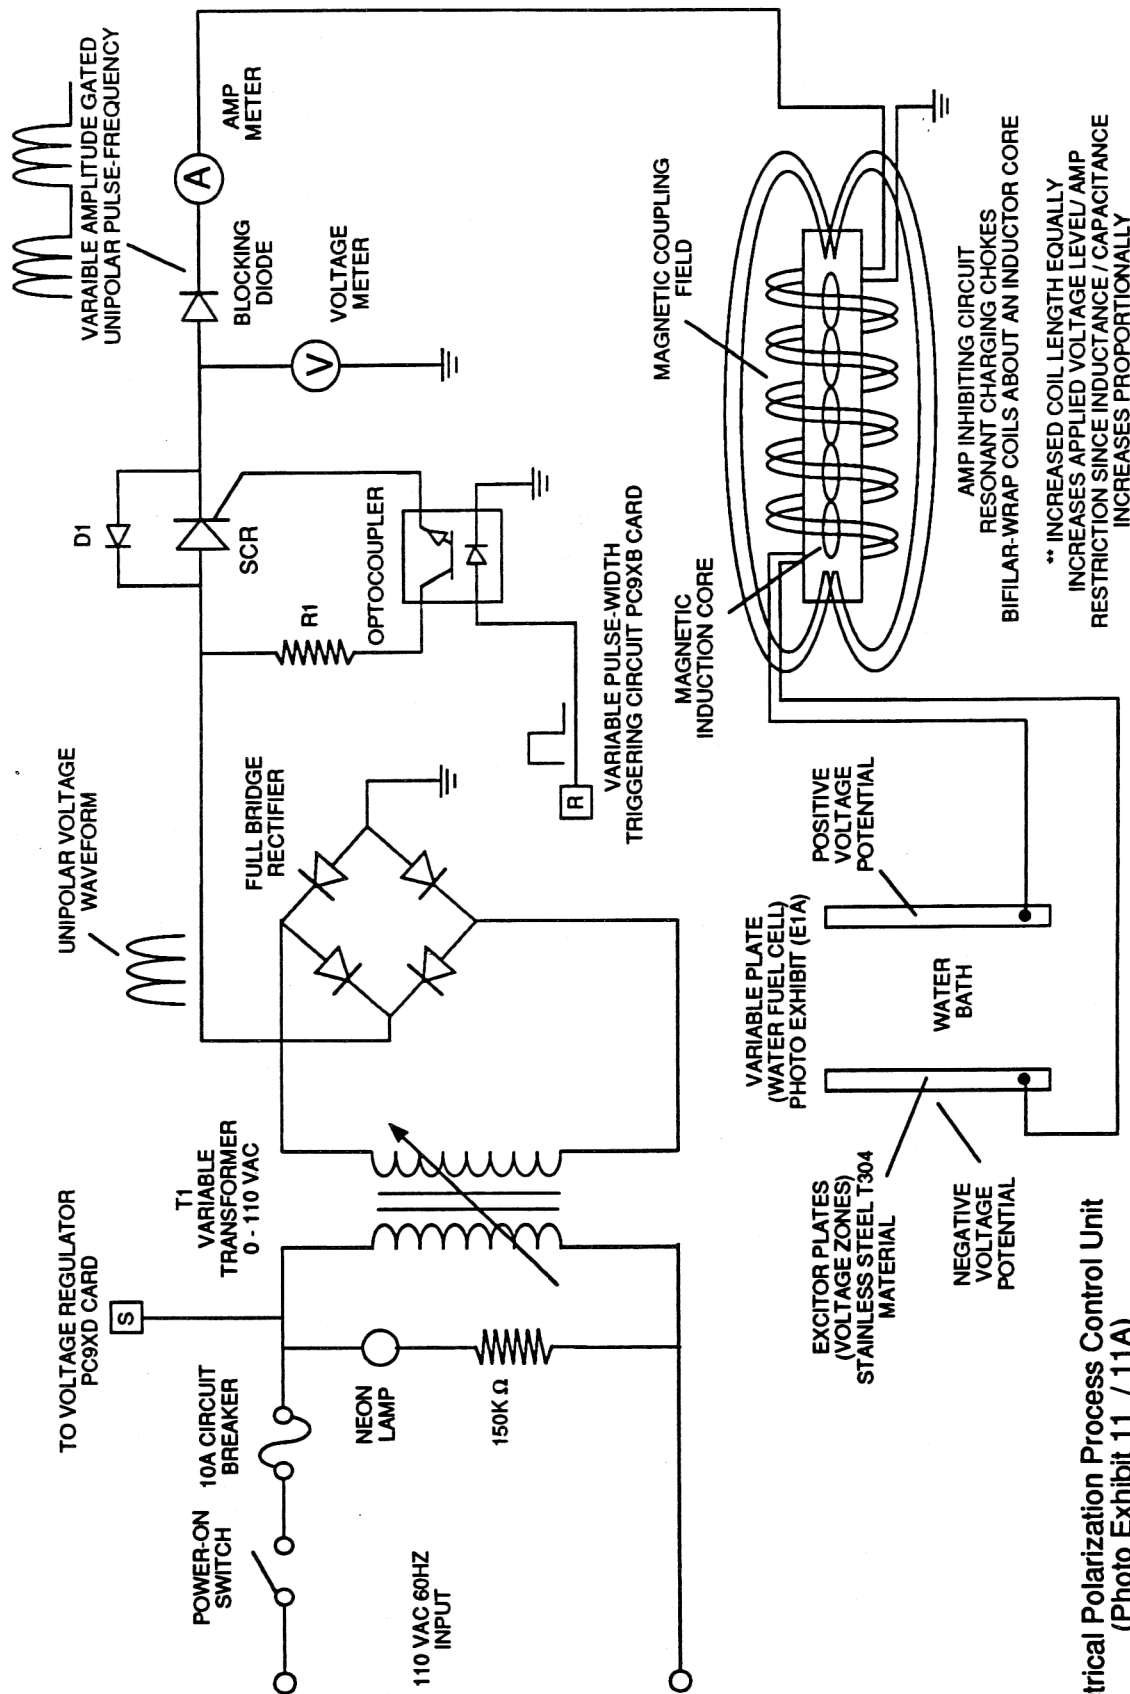 TO VOLTAGE REGULATOR
PC9XD CARD
S
POWER-ON
SWITCH
10A CIRCUIT
BREAKER
110 VAC 60HZ
INPUT
NEON
LAMP
150K Ω
T1
VARIABLE
TRANSFORMER
0 - 110 VAC
UNIPOLAR VOLTAGE
WAVEFORM
FULL BRIDGE
RECTIFIER
D1
SCR
R1
OPTOCOUPLER
R
VARIABLE PULSE-WIDTH
TRIGGERING CIRCUIT PC9XB CARD
VARAIBLE AMPLITUDE GATED
UNIPOLAR PULSE-FREQUENCY
BLOCKING
DIODE
V
VOLTAGE
METER
A
AMP
METER
VARIABLE PLATE
(WATER FUEL CELL)
PHOTO EXHIBIT (E1A)
EXCITOR PLATES
(VOLTAGE ZONES)
STAINLESS STEEL T304
MATERIAL
NEGATIVE
VOLTAGE
POTENTIAL
WATER
BATH
POSITIVE
VOLTAGE
POTENTIAL
MAGNETIC
INDUCTION CORE
MAGNETIC COUPLING
FIELD
AMP INHIBITING CIRCUIT
RESONANT CHARGING CHOKES
BIFILAR-WRAP COILS ABOUT AN INDUCTOR CORE
** INCREASED COIL LENGTH EQUALLY
INCREASES APPLIED VOLTAGE LEVEL/ AMP
RESTRICTION SINCE INDUCTANCE / CAPACITANCE
INCREASES PROPORTIONALLY
trical Polarization Process Control Unit
(Photo Exhibit 11 / 11A)